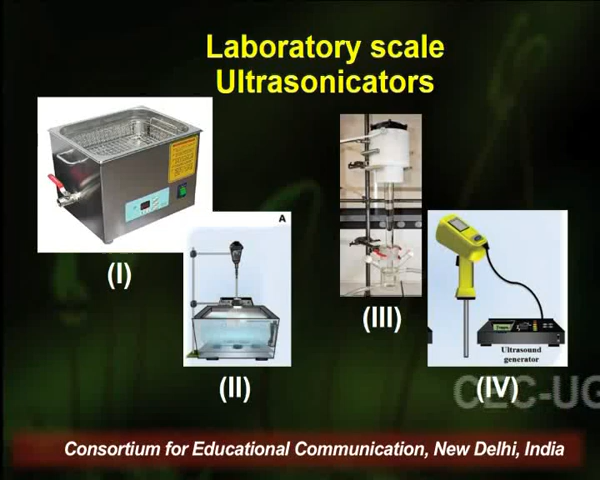 Laboratory scale
Ultrasonicators
(I)
A
(II)
(III)
Ultrasound
generator
(IV)
CEC-UG
Consortium for Educational Communication, New Delhi, India